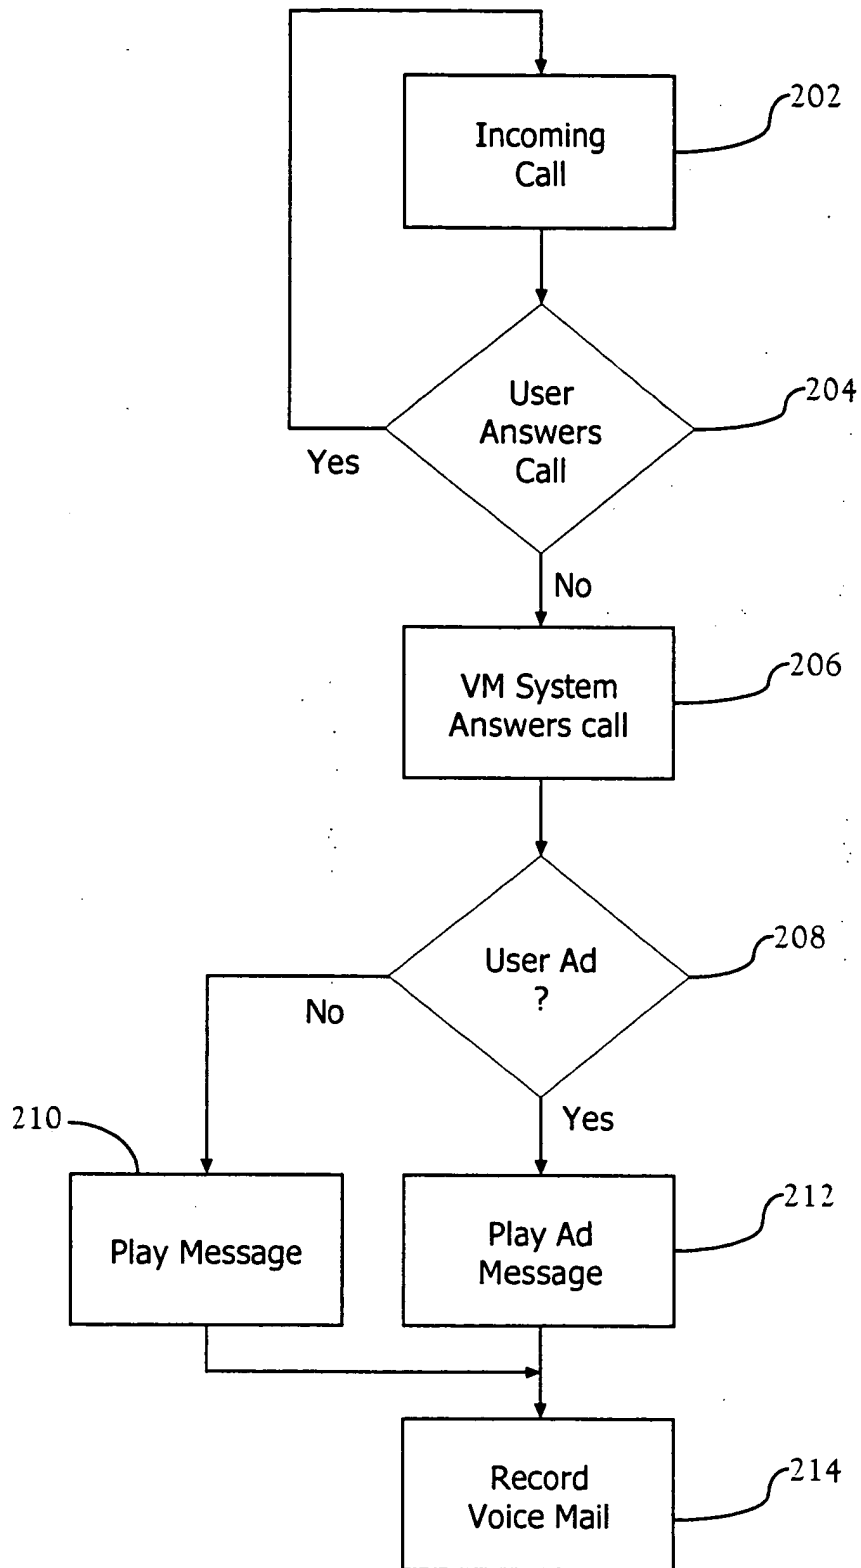 202
Incoming
Call
204
User
Answers
Call
Yes
No
206
VM System
Answers call
208
User Ad
?
No
Yes
210
212
Play Message
Play Ad
Message
214
Record
Voice Mail